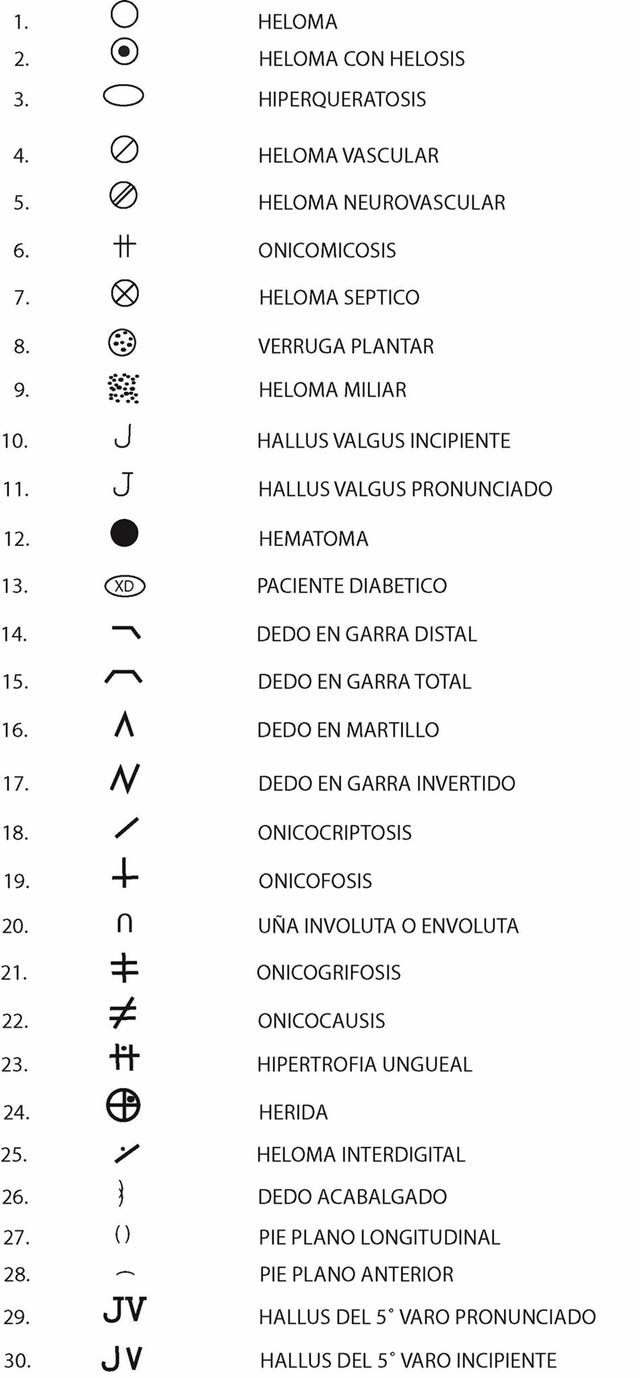 1. HELOMA
2. HELOMA CON HELOSIS
3. HIPERQUERATOSIS
4. HELOMA VASCULAR
5. HELOMA NEUROVASCULAR
6. ONICOMICOSIS
7. HELOMA SEPTICO
8. VERRUGA PLANTAR
9. HELOMA MILIAR
10. J HALLUS VALGUS INCIPIENTE
11. J HALLUS VALGUS PRONUNCIADO
12. HEMATOMA
13. XD PACIENTE DIABETICO
14. DEDO EN GARRA DISTAL
15. DEDO EN GARRA TOTAL
16. DEDO EN MARTILLO
17. DEDO EN GARRA INVERTIDO
18. ONICOCRIPTOSIS
19. ONICOFOSIS
20. UÑA INVOLUTA O ENVOLUTA
21. ONICOGRIFOSIS
22. ONICOCAUSIS
23. HIPERTROFIA UNGUEAL
24. HERIDA
25. HELOMA INTERDIGITAL
26. DEDO ACABALGADO
27. ( ) PIE PLANO LONGITUDINAL
28. PIE PLANO ANTERIOR
29. JV HALLUS DEL 5° VARO PRONUNCIADO
30. JV HALLUS DEL 5° VARO INCIPIENTE